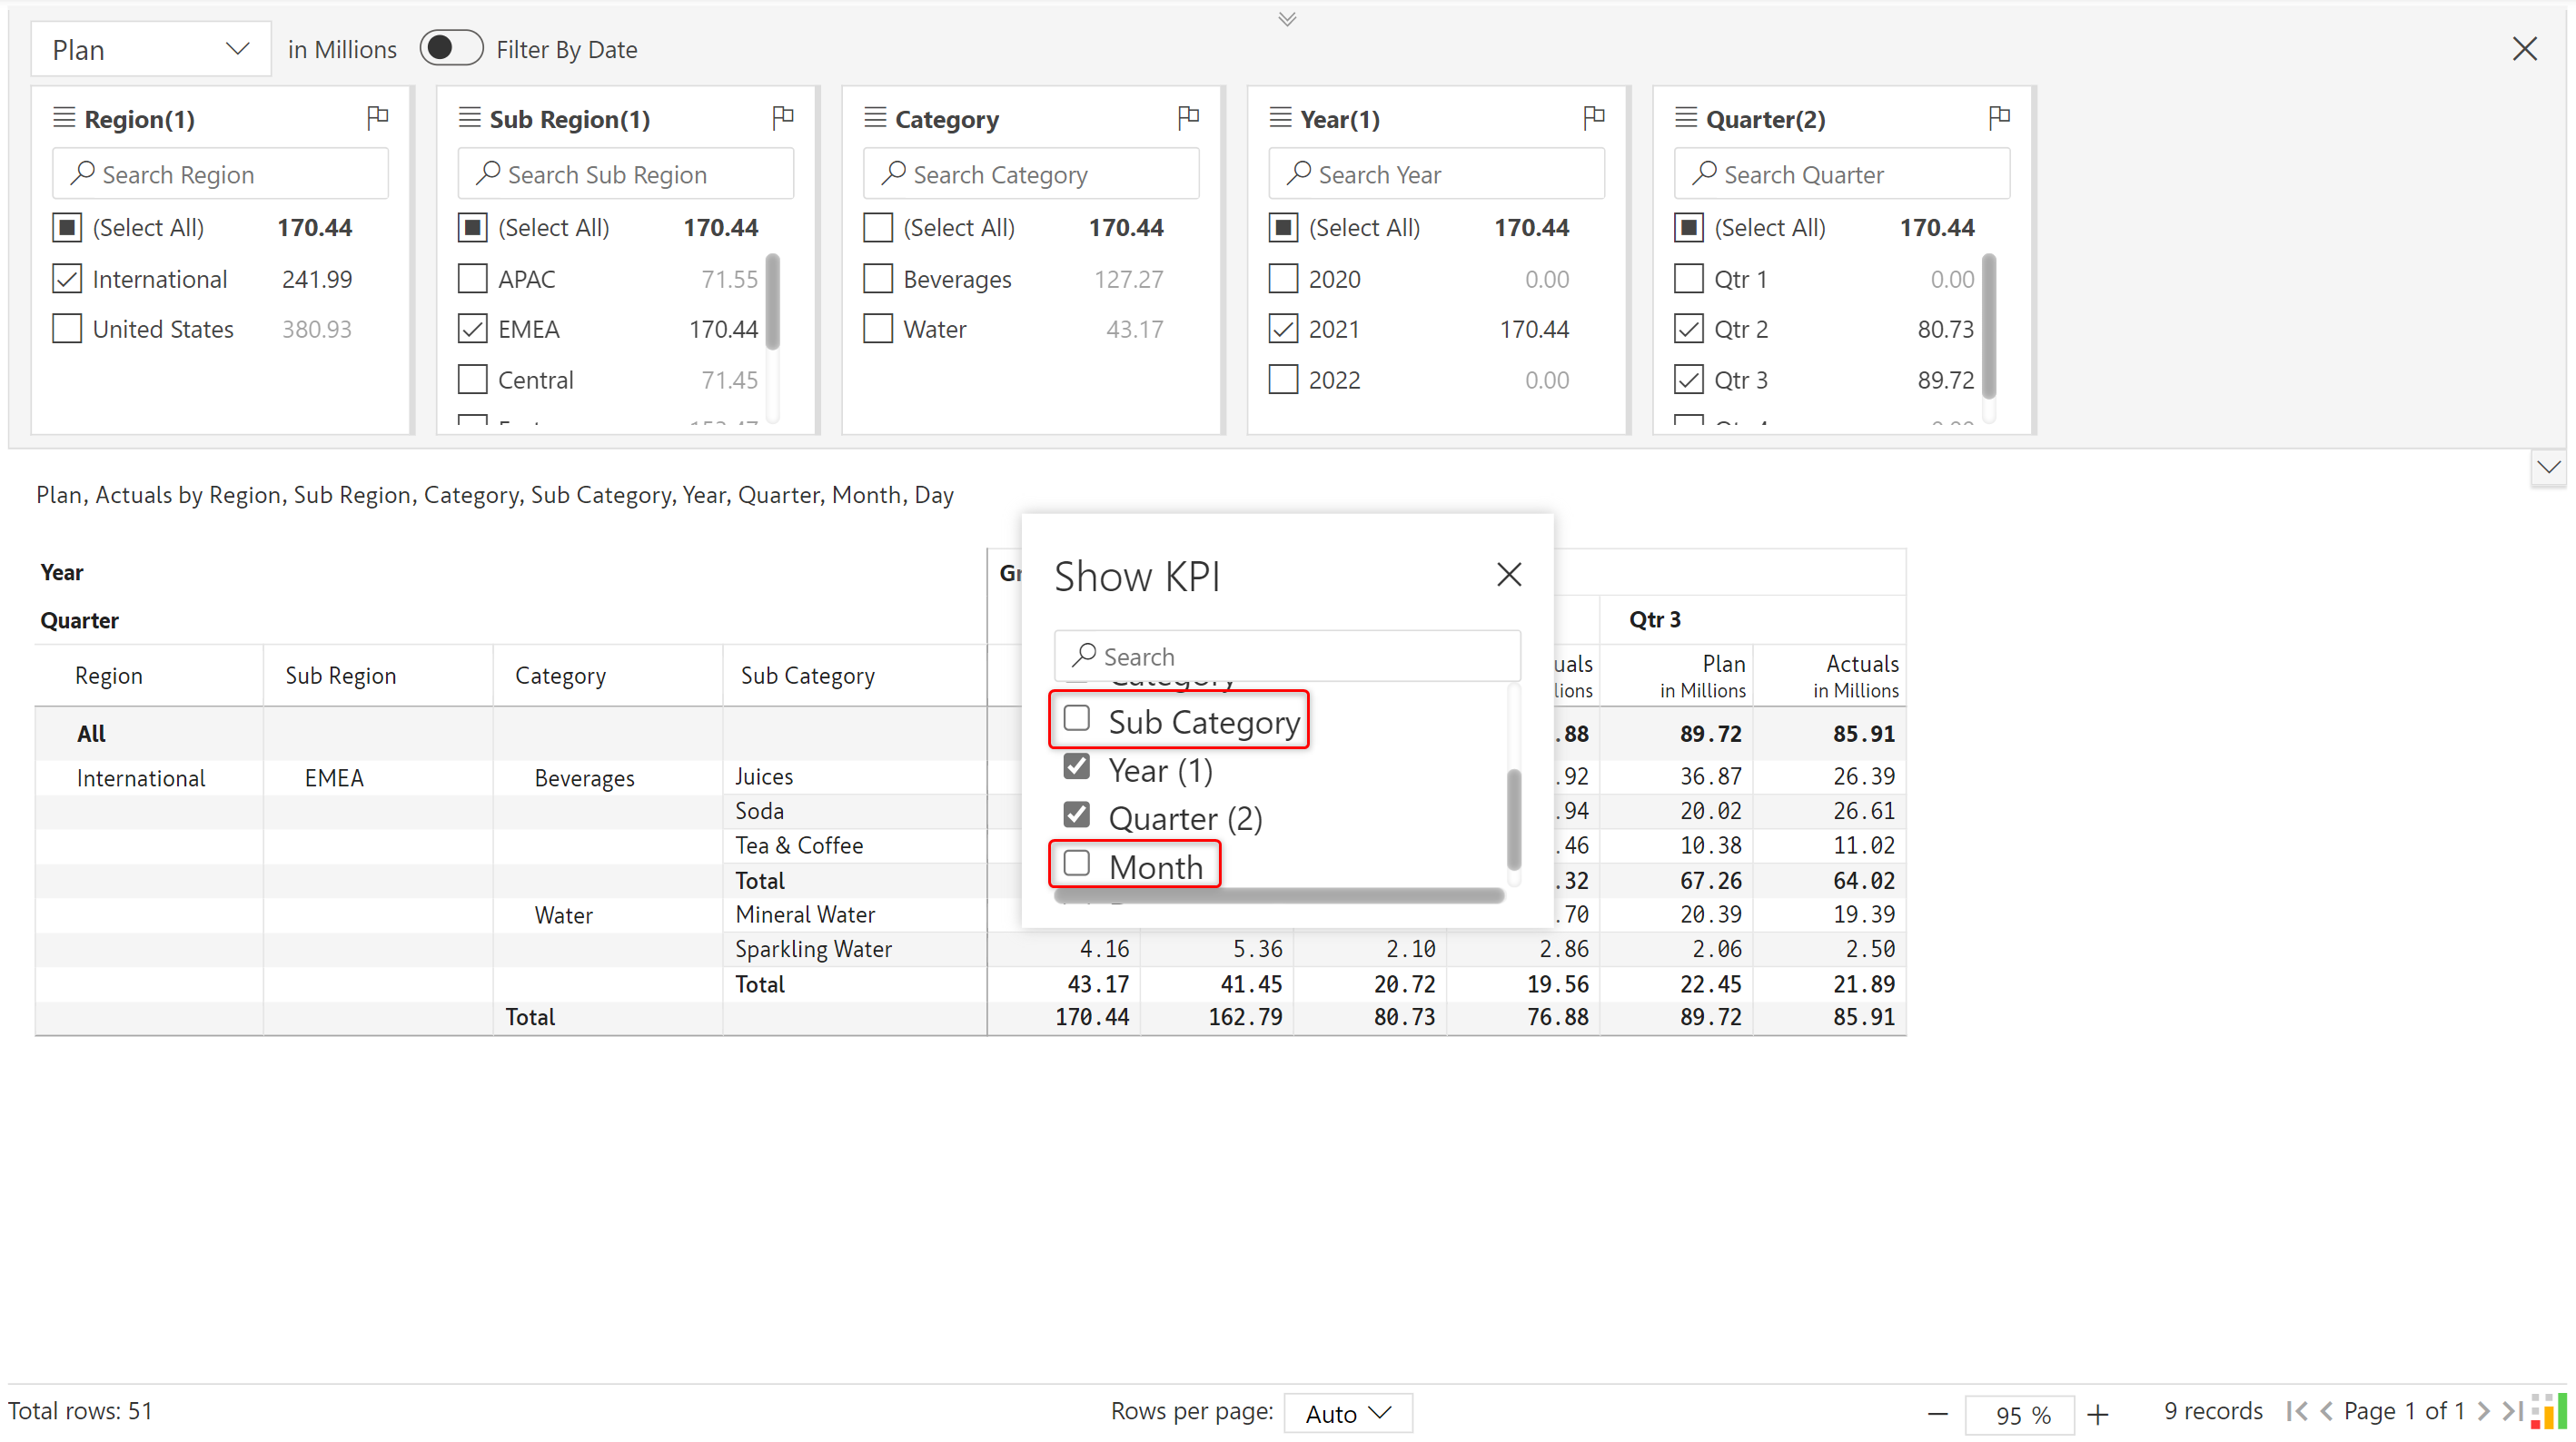 Plan in Millions Filter By Date
Region(1) Sub Region(1) Category Year(1) Quarter(2)
Search Region Search Sub Region Search Category Search Year Search Quarter
(Select All) 170.44 (Select All) 170.44 (Select All) 170.44 (Select All) 170.44 (Select All) 170.44
International 241.99 APAC 71.55 Beverages 127.27 2020 0.00 Qtr 1 0.00
United States 380.93 EMEA 170.44 Water 43.17 2021 170.44 Qtr 2 80.73
Central 71.45 2022 0.00 Qtr 3 89.72
Plan, Actuals by Region, Sub Region, Category, Sub Category, Year, Quarter, Month, Day
Show KPI
Search
Category
Sub Category
Year (1)
Quarter (2)
Month
Year Gr
Quarter Qtr 3
Region Sub Region Category Sub Category uals Plan Actuals
lions in Millions in Millions
All .88 89.72 85.91
International EMEA Beverages Juices .92 36.87 26.39
Soda .94 20.02 26.61
Tea & Coffee .46 10.38 11.02
Total .32 67.26 64.02
Water Mineral Water .70 20.39 19.39
Sparkling Water 4.16 5.36 2.10 2.86 2.06 2.50
Total 43.17 41.45 20.72 19.56 22.45 21.89
Total 170.44 162.79 80.73 76.88 89.72 85.91
Total rows: 51 Rows per page: Auto 95 % 9 records Page 1 of 1